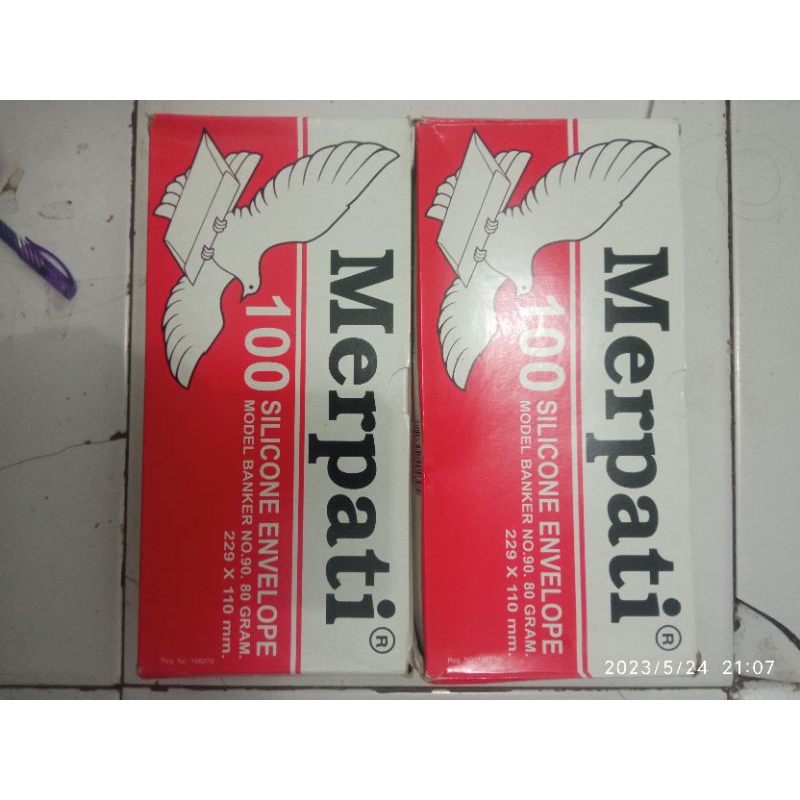 Merpati®
100 SILICONE ENVELOPE
MODEL BANKER NO.90. 80 GRAM.
229 X 110 mm.
Merpati®
100 SILICONE ENVELOPE
MODEL BANKER NO.90. 80 GRAM.
229 X 110 mm.
2023/5/24 21:07